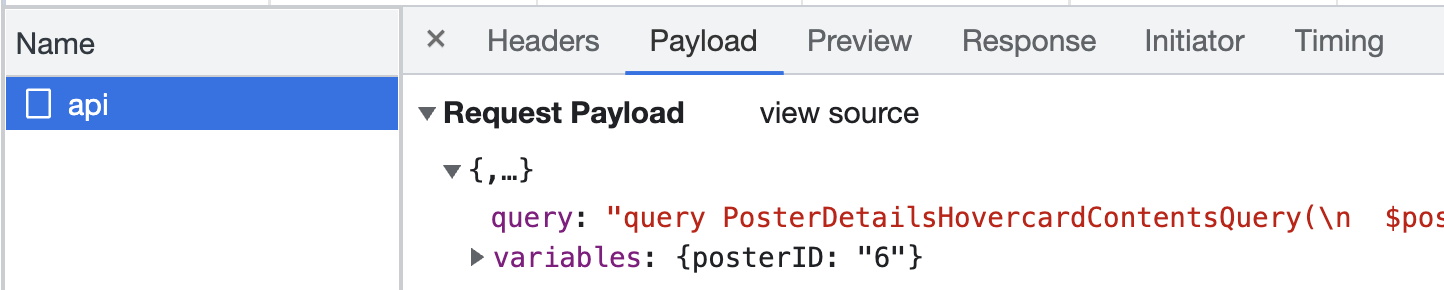 Name
× Headers Payload Preview Response Initiator Timing
api
Request Payload view source
{,…}
query: "query PosterDetailsHovercardContentsQuery(\n $pos
variables: {posterID: "6"}